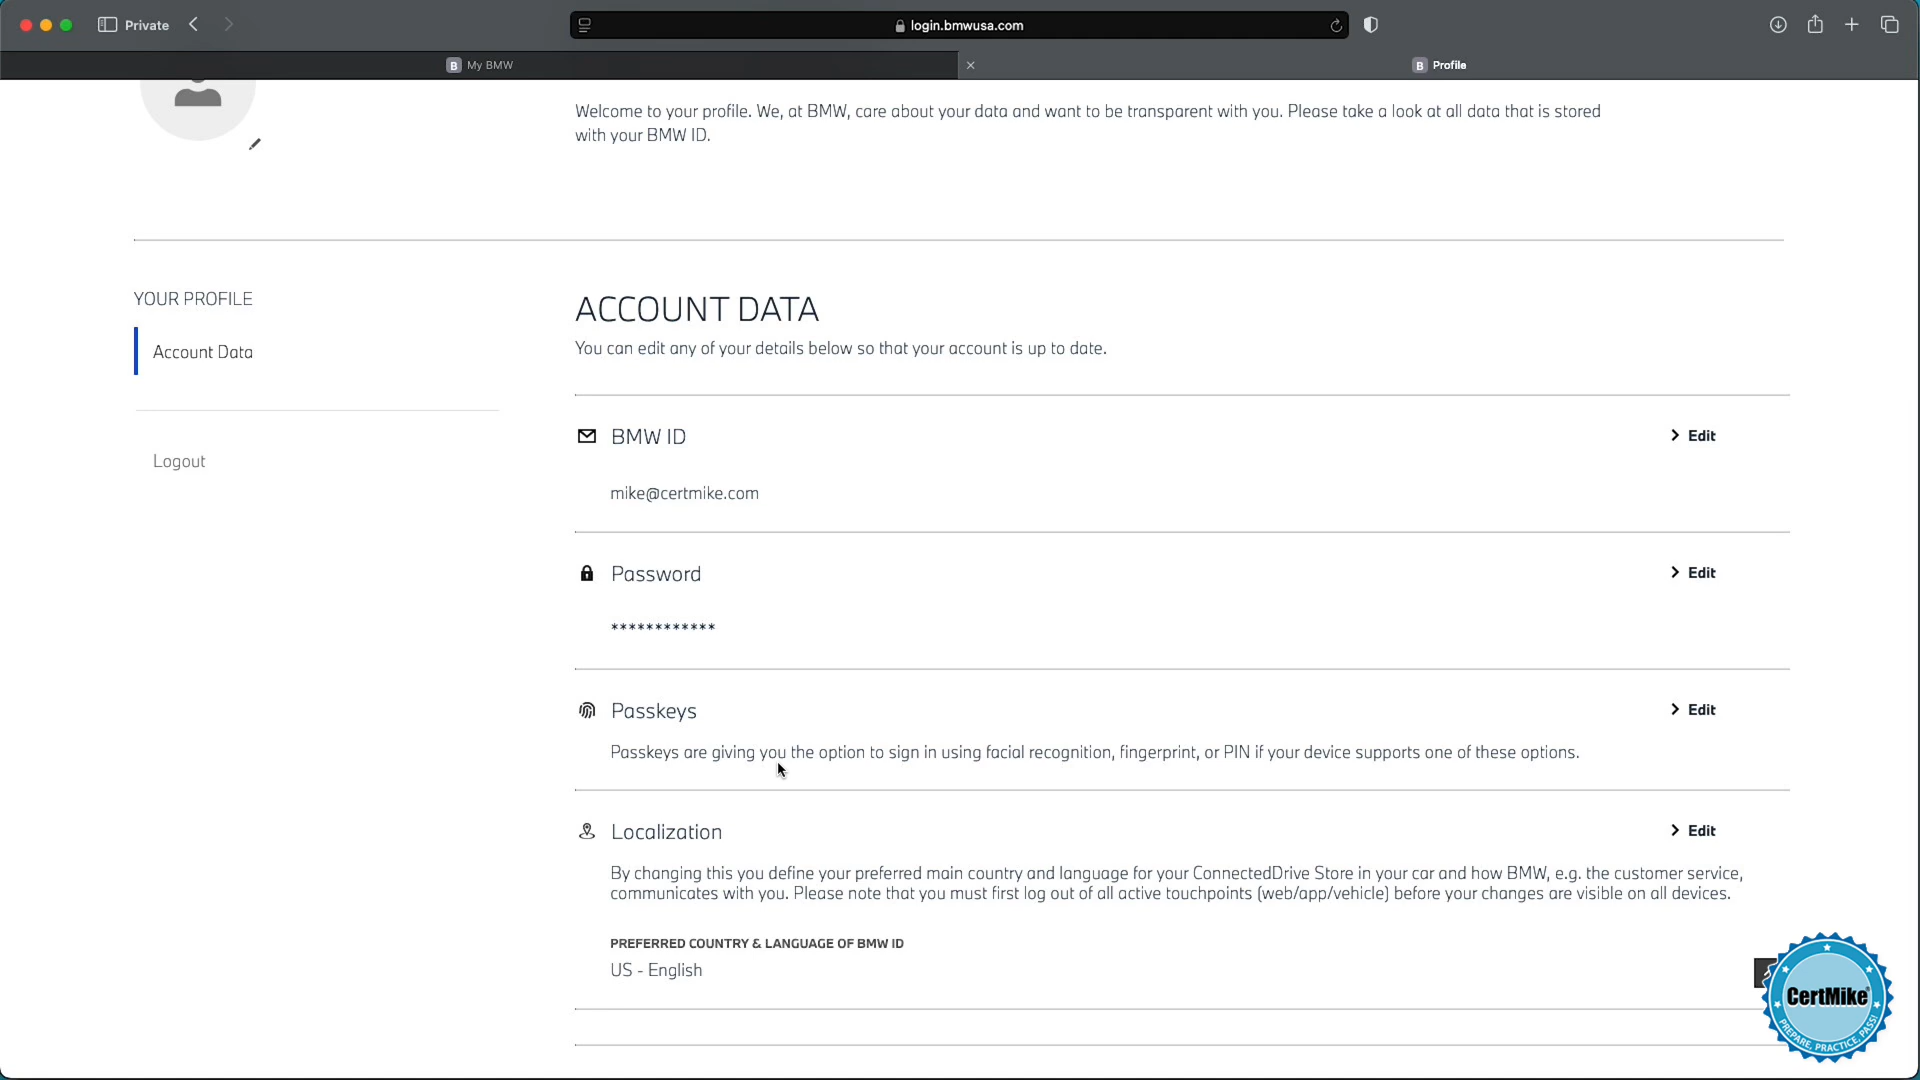 Private
login.bmwusa.com
B My BMW
B Profile
Welcome to your profile. We, at BMW, care about your data and want to be transparent with you. Please take a look at all data that is stored
with your BMW ID.
YOUR PROFILE
Account Data
Logout
ACCOUNT DATA
You can edit any of your details below so that your account is up to date.
BMW ID
Edit
mike@certmike.com
Password
Edit
************
Passkeys
Edit
Passkeys are giving you the option to sign in using facial recognition, fingerprint, or PIN if your device supports one of these options.
Localization
Edit
By changing this you define your preferred main country and language for your ConnectedDrive Store in your car and how BMW, e.g. the customer service,
communicates with you. Please note that you must first log out of all active touchpoints (web/app/vehicle) before your changes are visible on all devices.
PREFERRED COUNTRY & LANGUAGE OF BMW ID
US - English
CertMike®
PREPARE, PRACTICE, PASS!